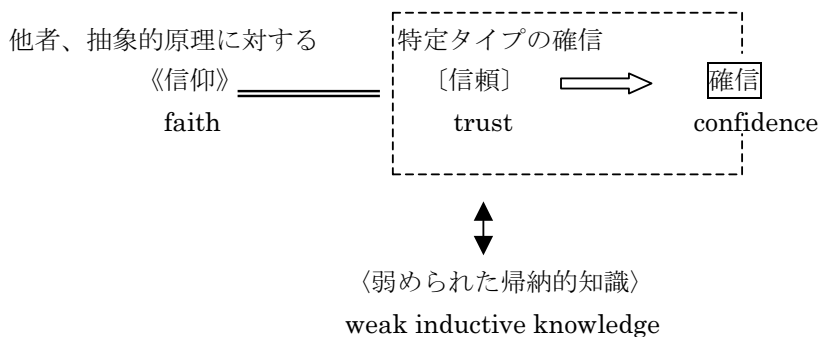 他者、抽象的原理に対する
特定タイプの確信
《信仰》
〔信頼〕
確信
faith
trust
confidence
〈弱められた帰納的知識〉
weak inductive knowledge